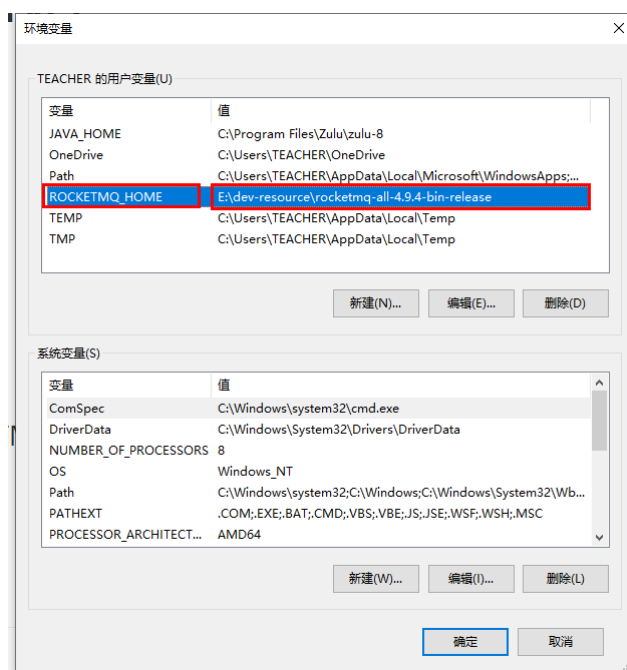 环境变量
TEACHER 的用户变量(U)
变量 值
JAVA_HOME C:\Program Files\Zulu\zulu-8
OneDrive C:\Users\TEACHER\OneDrive
Path C:\Users\TEACHER\AppData\Local\Microsoft\WindowsApps;...
ROCKETMQ_HOME E:\dev-resource\rocketmq-all-4.9.4-bin-release
TEMP C:\Users\TEACHER\AppData\Local\Temp
TMP C:\Users\TEACHER\AppData\Local\Temp
新建(N)... 编辑(E)... 删除(D)
系统变量(S)
变量 值
ComSpec C:\Windows\system32\cmd.exe
DriverData C:\Windows\System32\Drivers\DriverData
NUMBER_OF_PROCESSORS 8
OS Windows_NT
Path C:\Windows\system32;C:\Windows;C:\Windows\System32\Wb...
PATHEXT .COM;.EXE;.BAT;.CMD;.VBS;.VBE;.JS;.JSE;.WSF;.WSH;.MSC
PROCESSOR_ARCHITECT... AMD64
新建(W)... 编辑(I)... 删除(L)
确定 取消